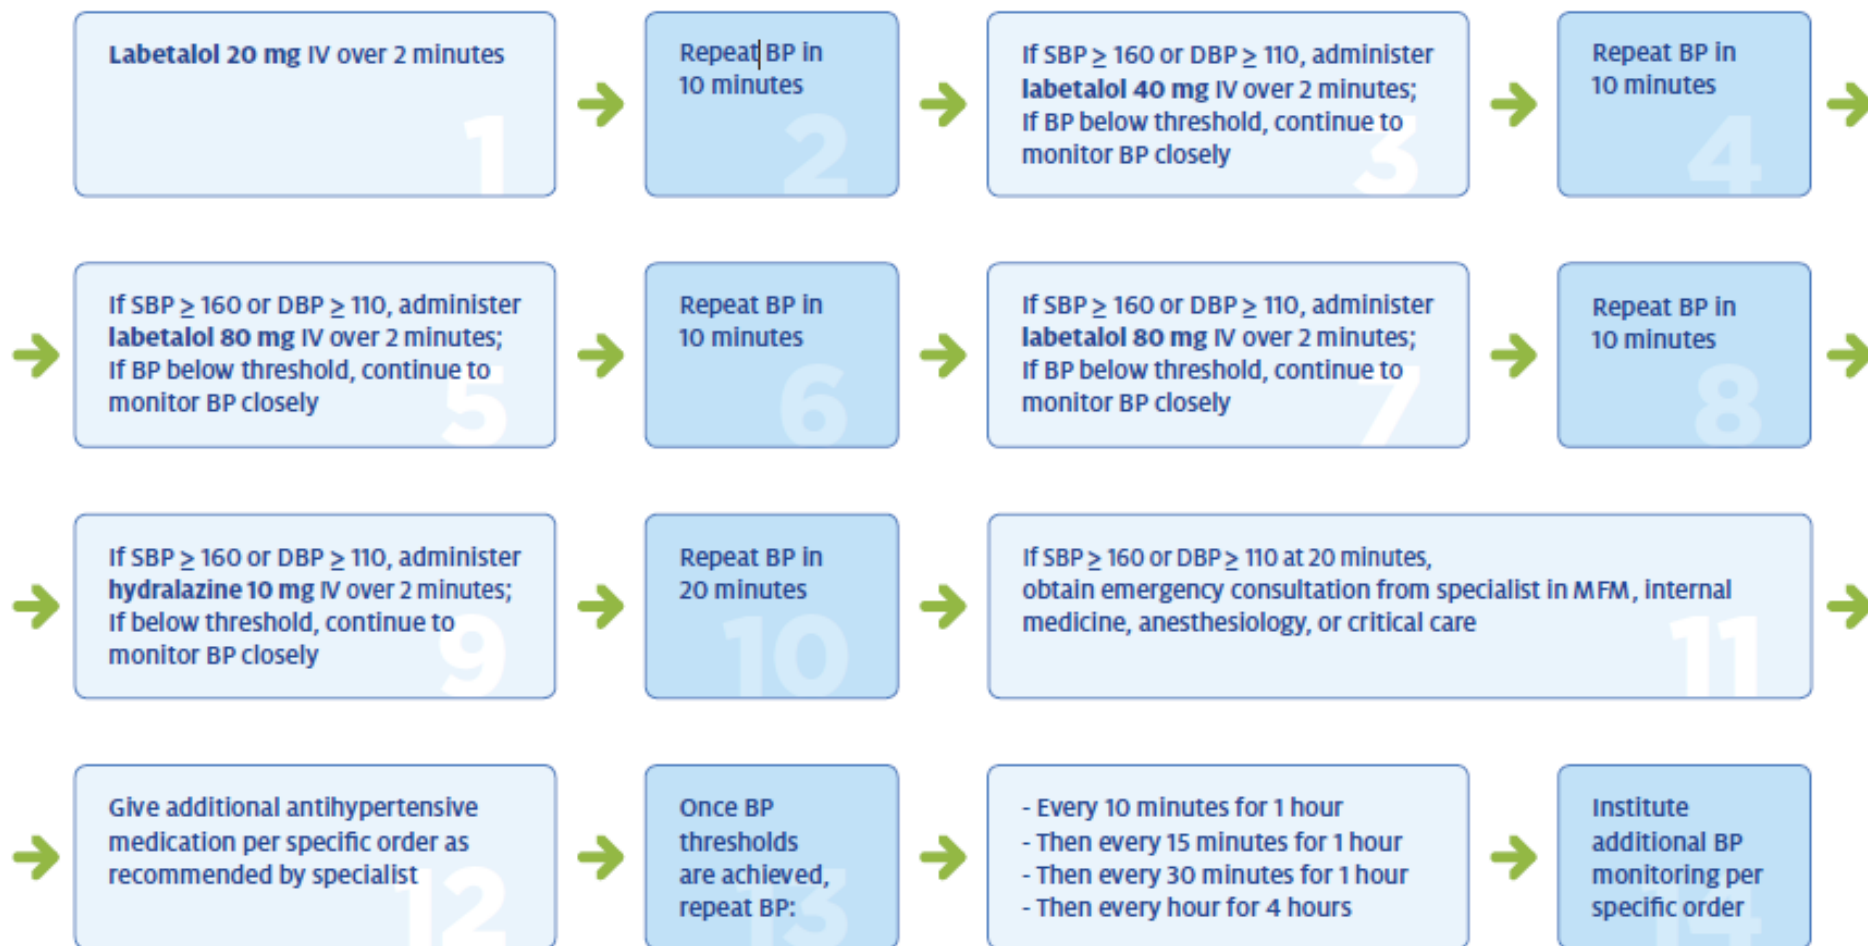 Labetalol 20 mg IV over 2 minutes
1
Repeat BP in
10 minutes
2
If SBP ≥ 160 or DBP ≥ 110, administer
labetalol 40 mg IV over 2 minutes;
If BP below threshold, continue to
monitor BP closely
3
Repeat BP in
10 minutes
4
If SBP ≥ 160 or DBP ≥ 110, administer
labetalol 80 mg IV over 2 minutes;
If BP below threshold, continue to
monitor BP closely
5
Repeat BP in
10 minutes
6
If SBP ≥ 160 or DBP ≥ 110, administer
labetalol 80 mg IV over 2 minutes;
If BP below threshold, continue to
monitor BP closely
7
Repeat BP in
10 minutes
8
If SBP ≥ 160 or DBP ≥ 110, administer
hydralazine 10 mg IV over 2 minutes;
If below threshold, continue to
monitor BP closely
9
Repeat BP in
20 minutes
10
If SBP ≥ 160 or DBP ≥ 110 at 20 minutes,
obtain emergency consultation from specialist in MFM, internal
medicine, anesthesiology, or critical care
11
Give additional antihypertensive
medication per specific order as
recommended by specialist
12
Once BP
thresholds
are achieved,
repeat BP:
13
- Every 10 minutes for 1 hour
- Then every 15 minutes for 1 hour
- Then every 30 minutes for 1 hour
- Then every hour for 4 hours
Institute
additional BP
monitoring per
specific order
14